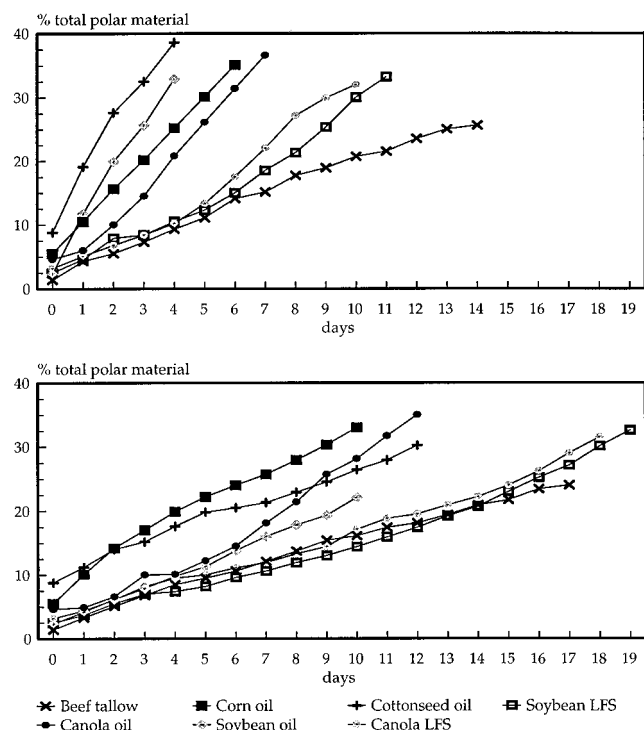 % total polar material
40
30
20
10
0
0 1 2 3 4 5 6 7 8 9 10 11 12 13 14 15 16 17 18 19
days
% total polar material
40
30
20
10
0
0 1 2 3 4 5 6 7 8 9 10 11 12 13 14 15 16 17 18 19
days
Beef tallow Corn oil Cottonseed oil Soybean LFS
Canola oil Soybean oil Canola LFS